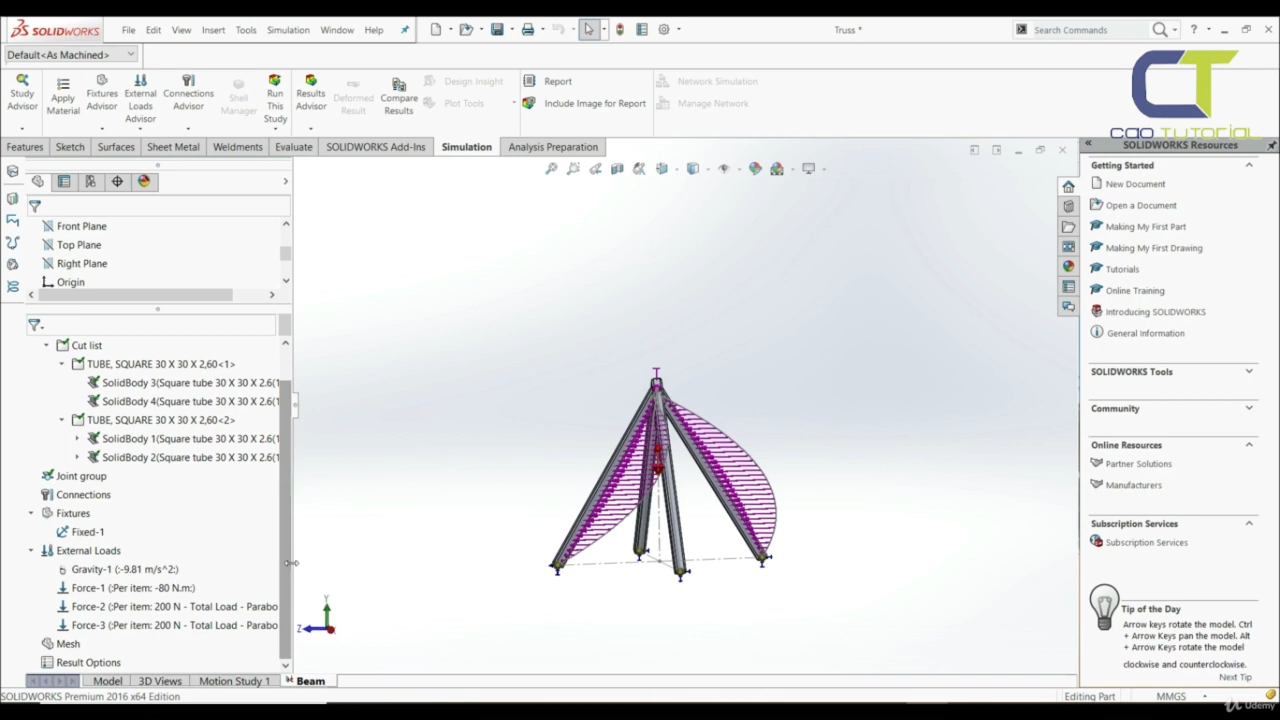 SOLIDWORKS File Edit View Insert Tools Simulation Window Help Truss * Search Commands ?
Default<As Machined>
Study Advisor
Apply Material
Fixtures Advisor
External Loads Advisor
Connections Advisor
Shell Manager
Run This Study
Results Advisor
Deformed Result
Compare Results
Design Insight
Plot Tools
Report
Include Image for Report
Network Simulation
Manage Network
CT
CAD TUTORIAL
Features Sketch Surfaces Sheet Metal Weldments Evaluate SOLIDWORKS Add-Ins Simulation Analysis Preparation
Front Plane
Top Plane
Right Plane
Origin
Cut list
TUBE, SQUARE 30 X 30 X 2,60<1>
SolidBody 3(Square tube 30 X 30 X 2.6(1
SolidBody 4(Square tube 30 X 30 X 2.6(1
TUBE, SQUARE 30 X 30 X 2,60<2>
SolidBody 1(Square tube 30 X 30 X 2.6(1
SolidBody 2(Square tube 30 X 30 X 2.6(1
Joint group
Connections
Fixtures
Fixed-1
External Loads
Gravity-1 (:-9.81 m/s^2:)
Force-1 (:Per item: -80 N.m:)
Force-2 (:Per item: 200 N - Total Load - Parabo
Force-3 (:Per item: 200 N - Total Load - Parabo
Mesh
Result Options
Y
Z
Model 3D Views Motion Study 1 Beam
SOLIDWORKS Premium 2016 x64 Edition
Editing Part MMGS
SOLIDWORKS Resources
Getting Started
New Document
Open a Document
Making My First Part
Making My First Drawing
Tutorials
Online Training
Introducing SOLIDWORKS
General Information
SOLIDWORKS Tools
Community
Online Resources
Partner Solutions
Manufacturers
Subscription Services
Subscription Services
Tip of the Day
Arrow keys rotate the model. Ctrl
+ Arrow Keys pan the model. Alt
+ Arrow Keys rotate the model
clockwise and counterclockwise.
Next Tip
Udemy